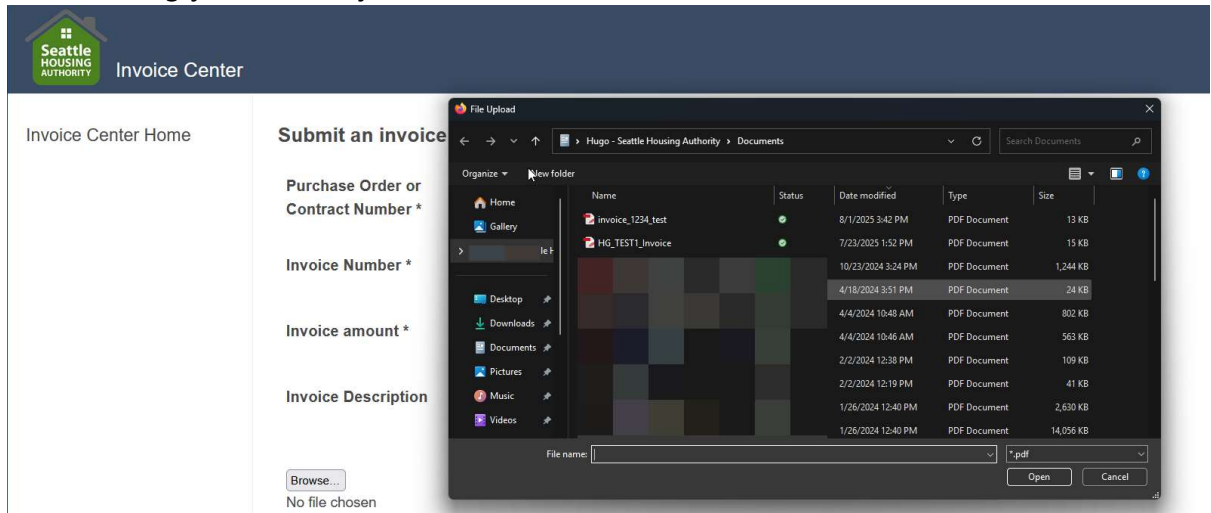 Seattle
HOUSING
AUTHORITY
Invoice Center
Invoice Center Home
Submit an invoice
Purchase Order or
Contract Number *
Invoice Number *
Invoice amount *
Invoice Description
Browse...
No file chosen
File Upload
Hugo - Seattle Housing Authority > Documents
Search Documents
Organize
New folder
Home
Gallery
Desktop
Downloads
Documents
Pictures
Music
Videos
Name Status Date modified Type Size
invoice_1234_test 8/1/2025 3:42 PM PDF Document 13 KB
HG_TEST1_Invoice 7/23/2025 1:52 PM PDF Document 15 KB
10/23/2024 3:24 PM PDF Document 1,244 KB
4/18/2024 3:51 PM PDF Document 24 KB
4/4/2024 10:48 AM PDF Document 802 KB
4/4/2024 10:46 AM PDF Document 563 KB
2/2/2024 12:38 PM PDF Document 109 KB
2/2/2024 12:19 PM PDF Document 41 KB
1/26/2024 12:40 PM PDF Document 2,630 KB
1/26/2024 12:40 PM PDF Document 14,056 KB
File name:
*.pdf
Open
Cancel